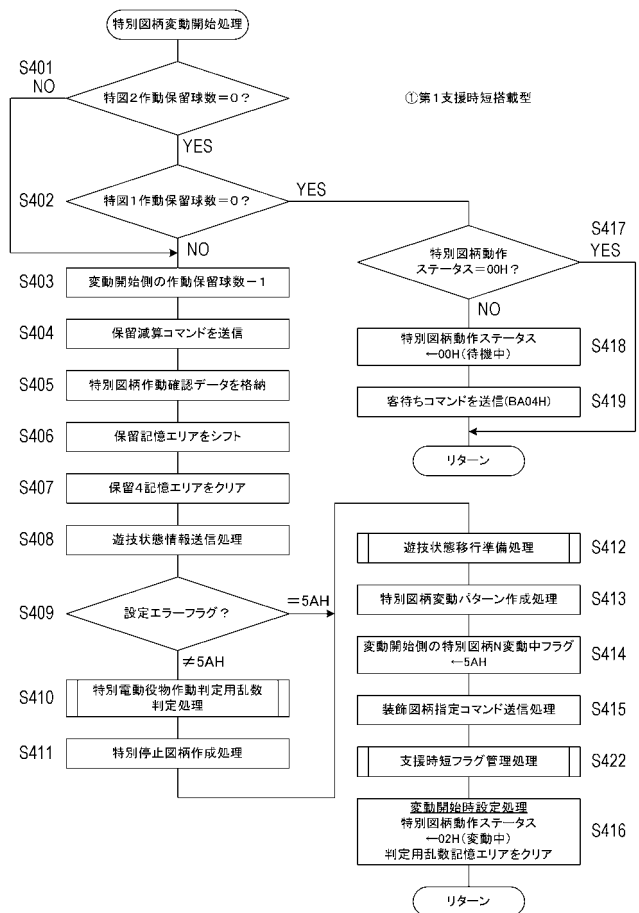 特別図柄変動開始処理
①第1支援時短搭載型
S401
NO
特図2作動保留球数=0?
YES
S402
特図1作動保留球数=0?
YES
NO
S403
変動開始側の作動保留球数-1
S404
保留減算コマンドを送信
S405
特別図柄作動確認データを格納
S406
保留記憶エリアをシフト
S407
保留4記憶エリアをクリア
S408
遊技状態情報送信処理
S409
設定エラーフラグ?
=5AH
≠5AH
S410
特別電動役物作動判定用乱数
判定処理
S411
特別停止図柄作成処理
S417
YES
特別図柄動作
ステータス=00H?
NO
特別図柄動作ステータス
←00H(待機中)
S418
客待ちコマンドを送信(BA04H)
S419
リターン
遊技状態移行準備処理
S412
特別図柄変動パターン作成処理
S413
変動開始側の特別図柄N変動中フラグ
←5AH
S414
装飾図柄指定コマンド送信処理
S415
支援時短フラグ管理処理
S422
変動開始時設定処理
特別図柄動作ステータス
←02H(変動中)
判定用乱数記憶エリアをクリア
S416
リターン